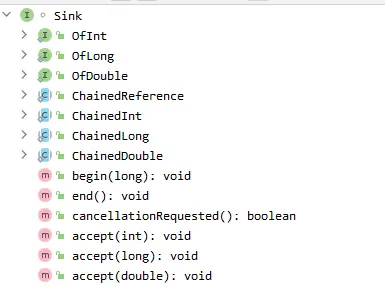 Sink
OfInt
OfLong
OfDouble
ChainedReference
ChainedInt
ChainedLong
ChainedDouble
begin(long): void
end(): void
cancellationRequested(): boolean
accept(int): void
accept(long): void
accept(double): void